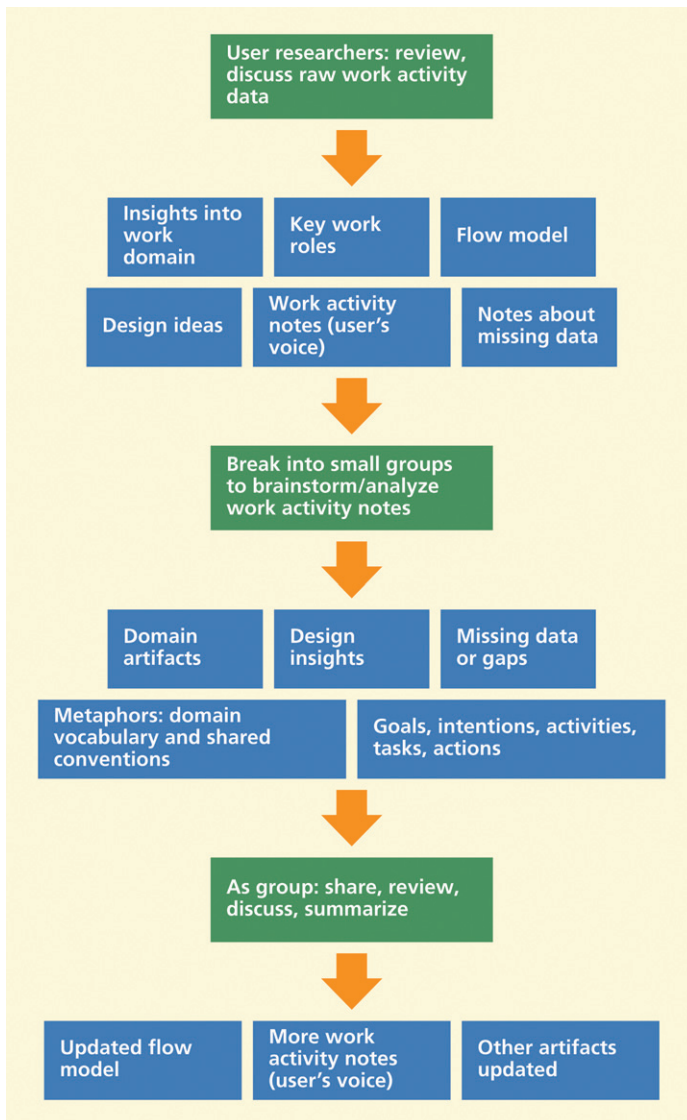 User researchers: review,
discuss raw work activity
data
Insights into
work
domain
Key work
roles
Flow model
Design ideas
Work activity
notes (user’s
voice)
Notes about
missing data
Break into small groups
to brainstorm/analyze
work activity notes
Domain
artifacts
Design
insights
Missing data
or gaps
Metaphors: domain
vocabulary and shared
conventions
Goals, intentions, activities,
tasks, actions
As group: share, review,
discuss, summarize
Updated flow
model
More work
activity notes
(user’s voice)
Other artifacts
updated